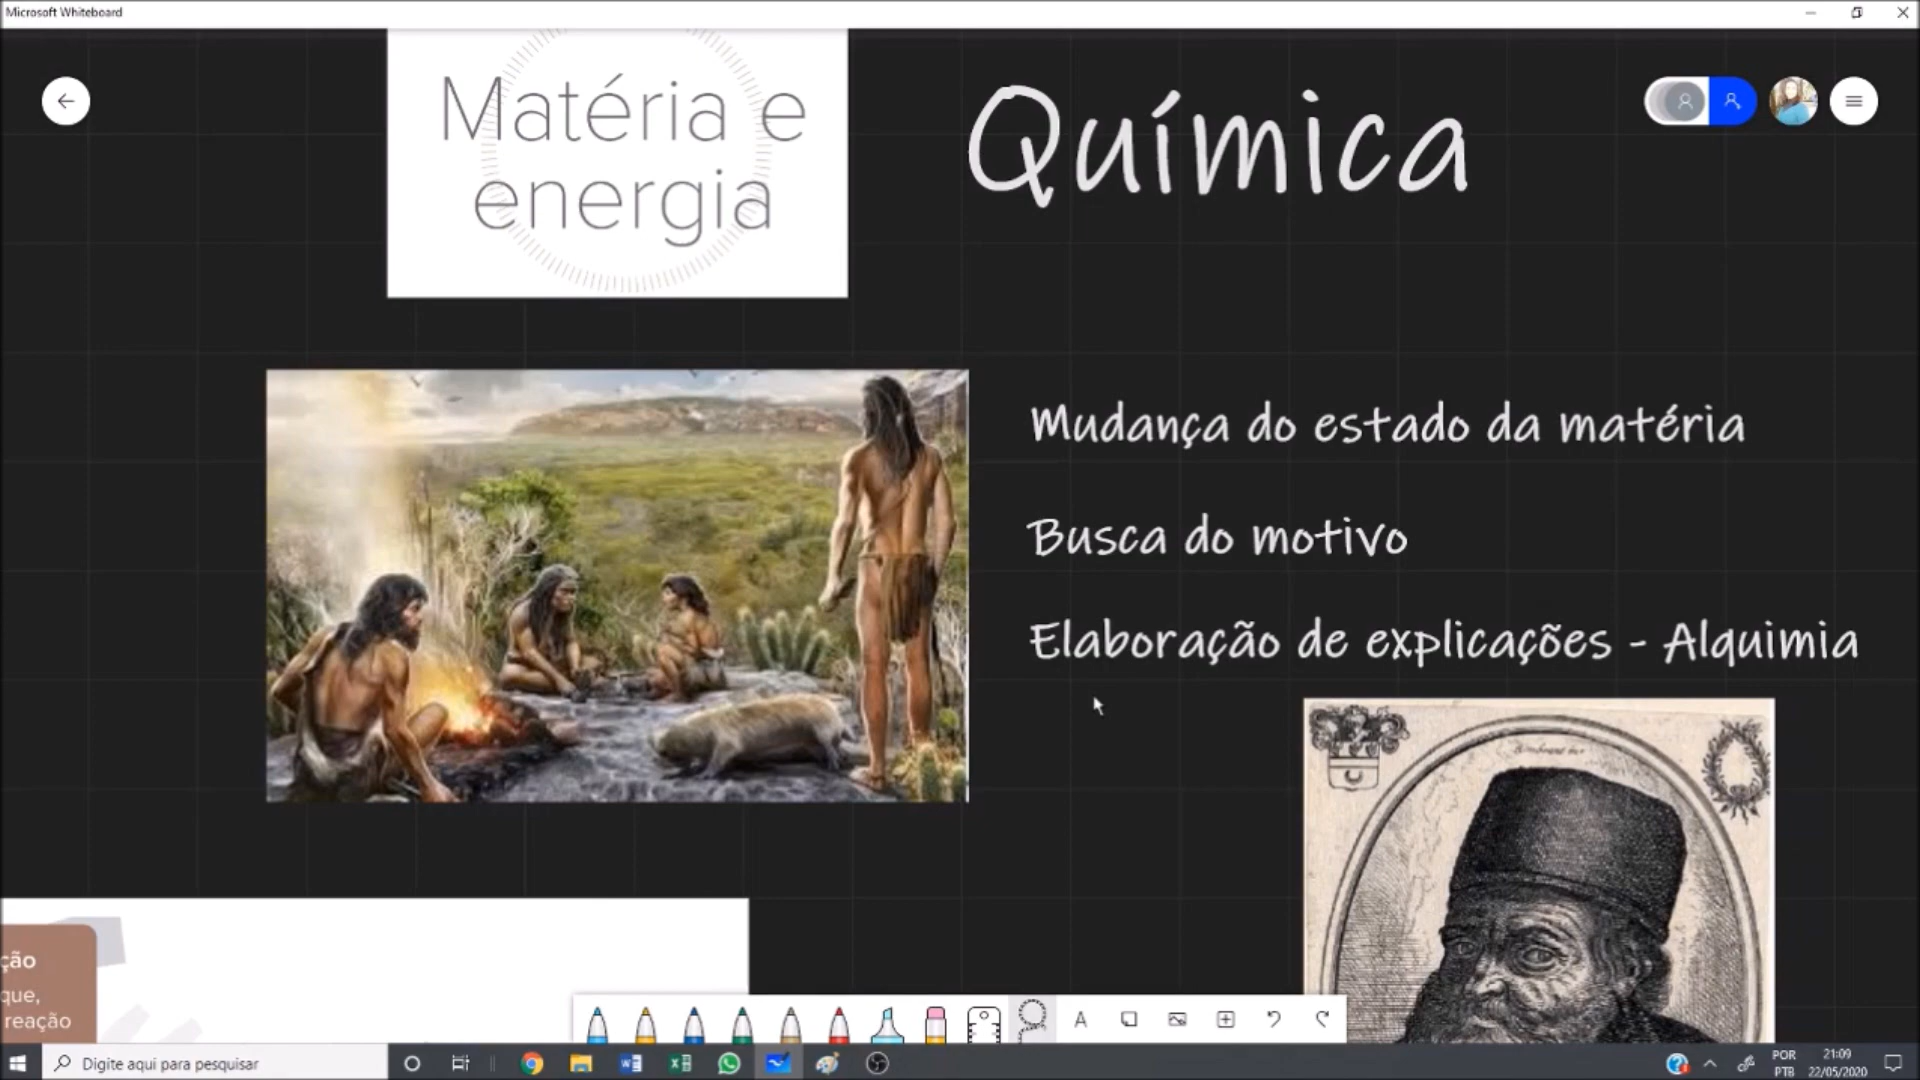 Microsoft Whiteboard
Matéria e
energia
Química
Mudança do estado da matéria
Busca do motivo
Elaboração de explicações - Alquimia
ção
que,
reação
A
Digite aqui para pesquisar
POR
PTB
21:09
22/05/2020